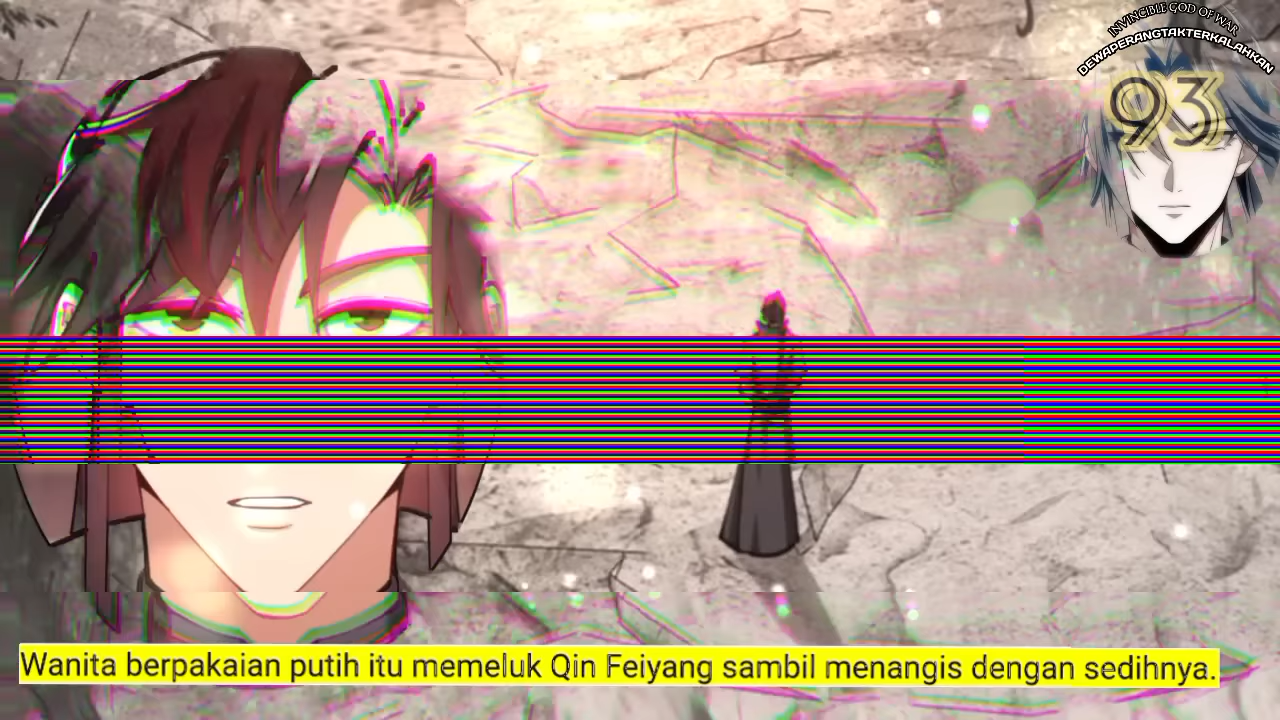 INVINCIBLE GOD OF WAR
DEWAPERANGTAKTERKALAHKAN
93
Wanita berpakaian putih itu memeluk Qin Feiyang sambil menangis dengan sedihnya.